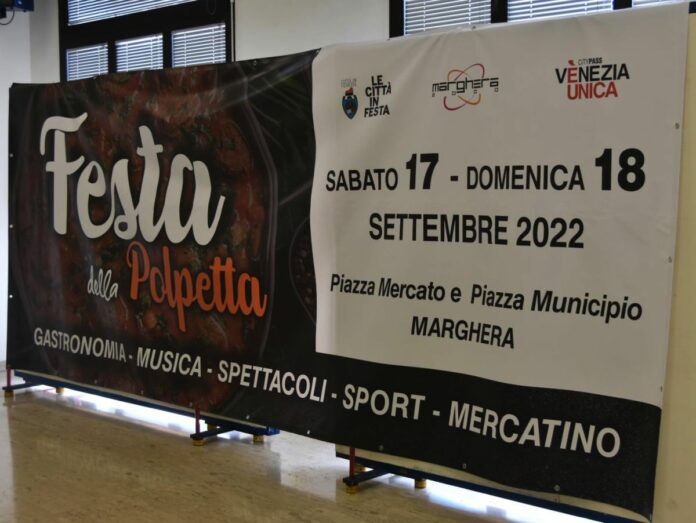 Festa
della Polpetta
GASTRONOMIA - MUSICA - SPETTACOLI - SPORT - MERCATINO
LE
CITTÀ
IN
FESTA
marghera
CITYPASS
VENEZIA
UNICA
SABATO 17 - DOMENICA 18
SETTEMBRE 2022
Piazza Mercato e Piazza Municipio
MARGHERA